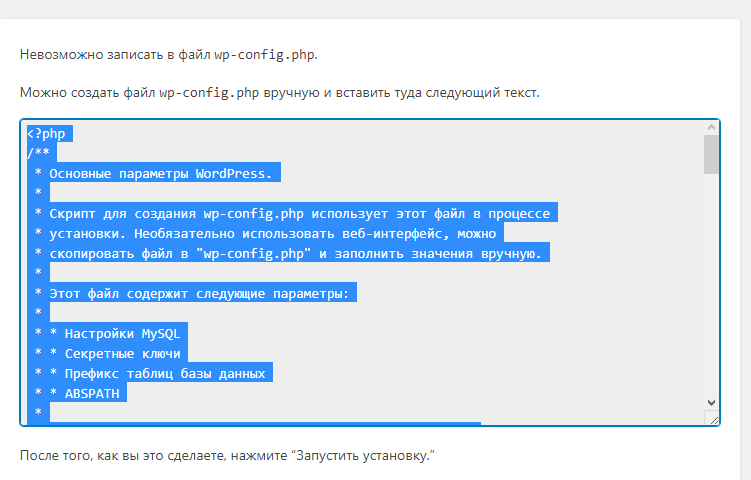 Невозможно записать в файл wp-config.php.
Можно создать файл wp-config.php вручную и вставить туда следующий текст.
<?php
/**
* Основные параметры WordPress.
*
* Скрипт для создания wp-config.php использует этот файл в процессе
* установки. Необязательно использовать веб-интерфейс, можно
* скопировать файл в "wp-config.php" и заполнить значения вручную.
*
* Этот файл содержит следующие параметры:
*
* * Настройки MySQL
* * Секретные ключи
* * Префикс таблиц базы данных
* * ABSPATH
*
После того, как вы это сделаете, нажмите “Запустить установку.”